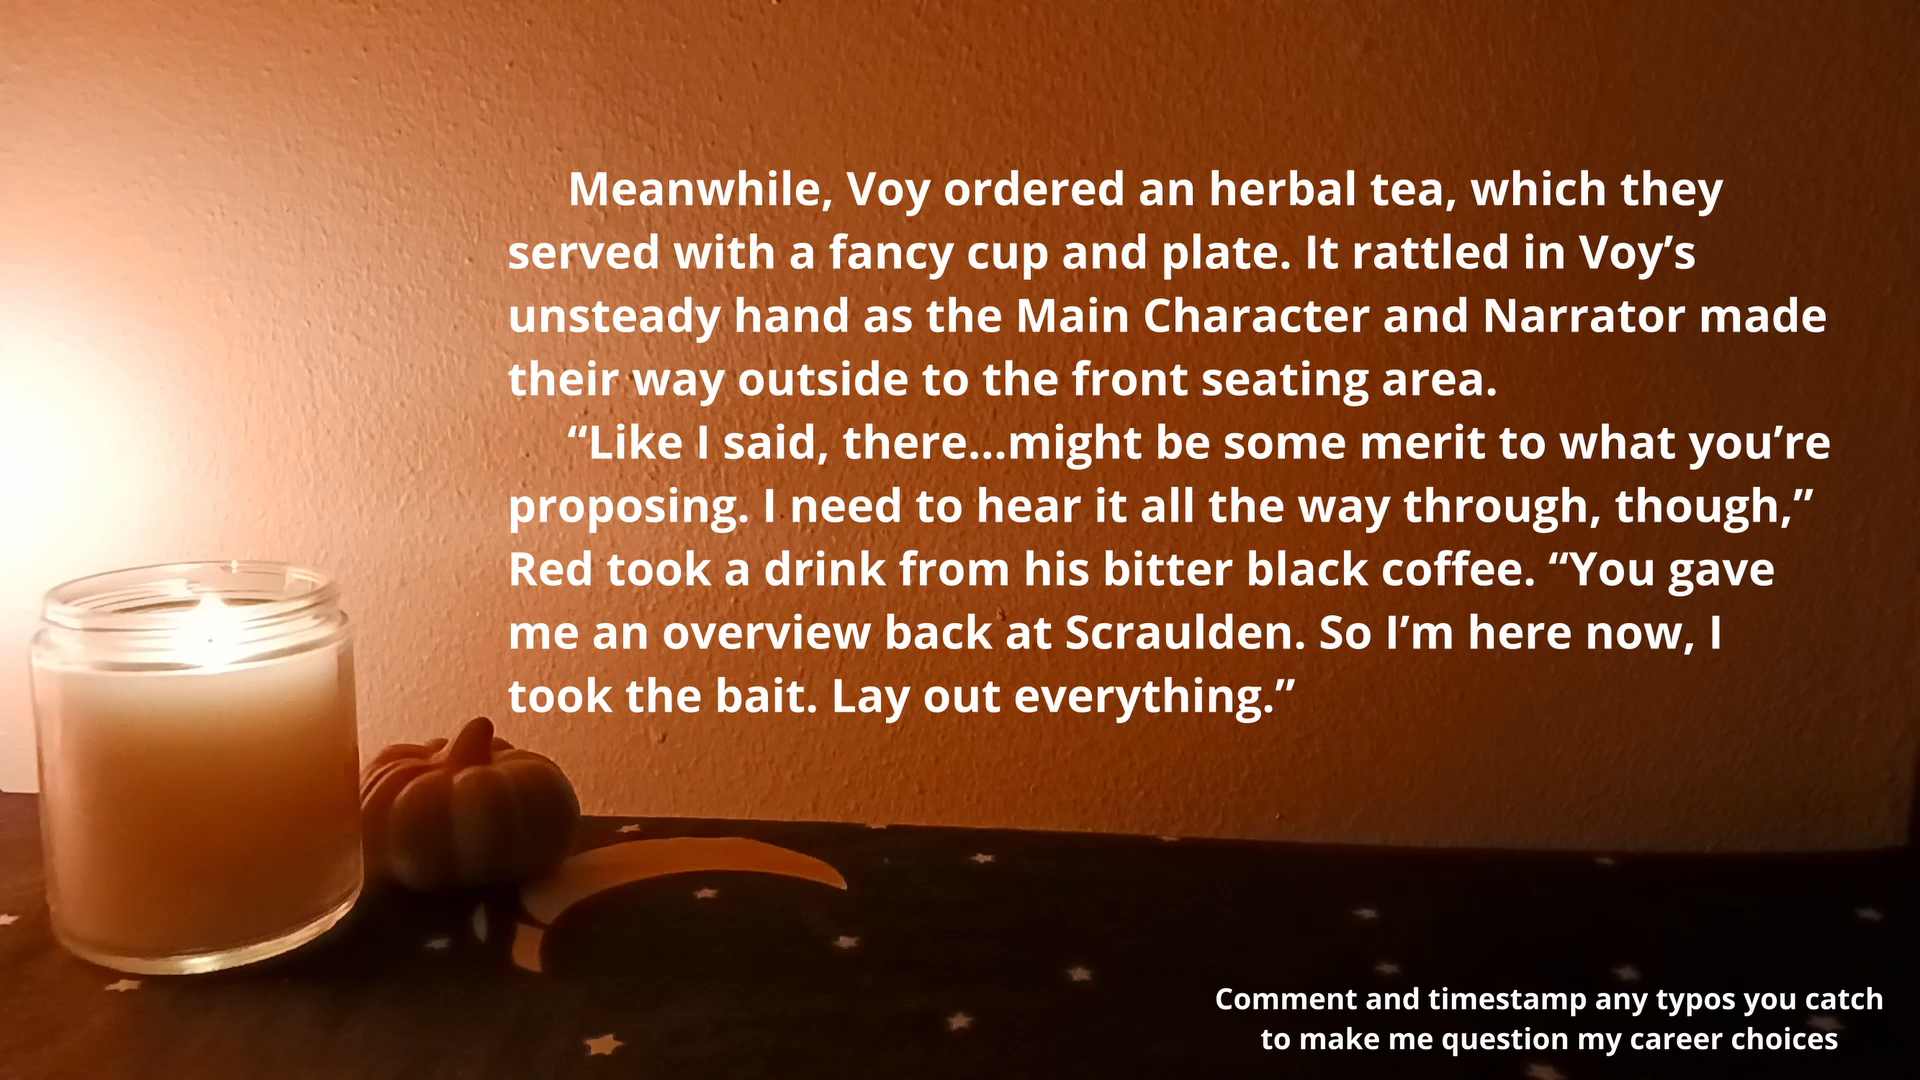 Meanwhile, Voy ordered an herbal tea, which they
served with a fancy cup and plate. It rattled in Voy’s
unsteady hand as the Main Character and Narrator made
their way outside to the front seating area.
“Like I said, there...might be some merit to what you’re
proposing. I need to hear it all the way through, though,”
Red took a drink from his bitter black coffee. “You gave
me an overview back at Scraulden. So I’m here now, I
took the bait. Lay out everything.”
Comment and timestamp any typos you catch
to make me question my career choices